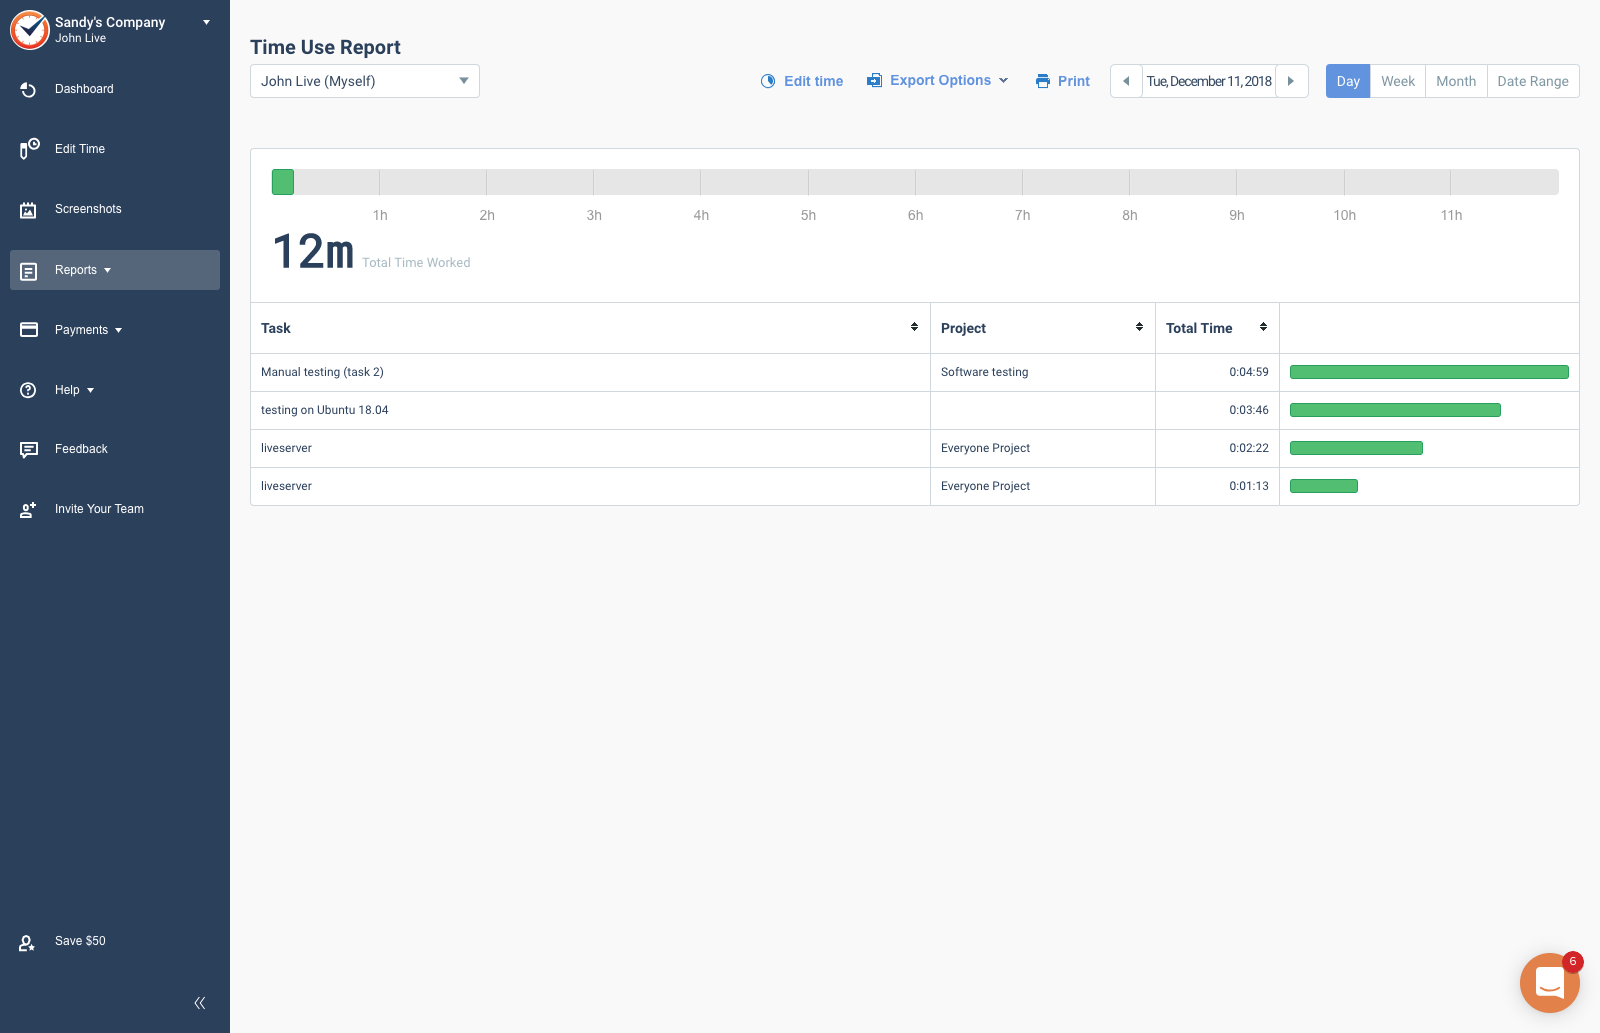 Sandy's Company
John Live
Dashboard
Edit Time
Screenshots
Reports
Payments
Help
Feedback
Invite Your Team
Save $50
Time Use Report
John Live (Myself)
Edit time
Export Options
Print
Tue, December 11, 2018
Day Week Month Date Range
1h 2h 3h 4h 5h 6h 7h 8h 9h 10h 11h
12m Total Time Worked
Task Project Total Time
Manual testing (task 2) Software testing 0:04:59
testing on Ubuntu 18.04 0:03:46
liveserver Everyone Project 0:02:22
liveserver Everyone Project 0:01:13
6